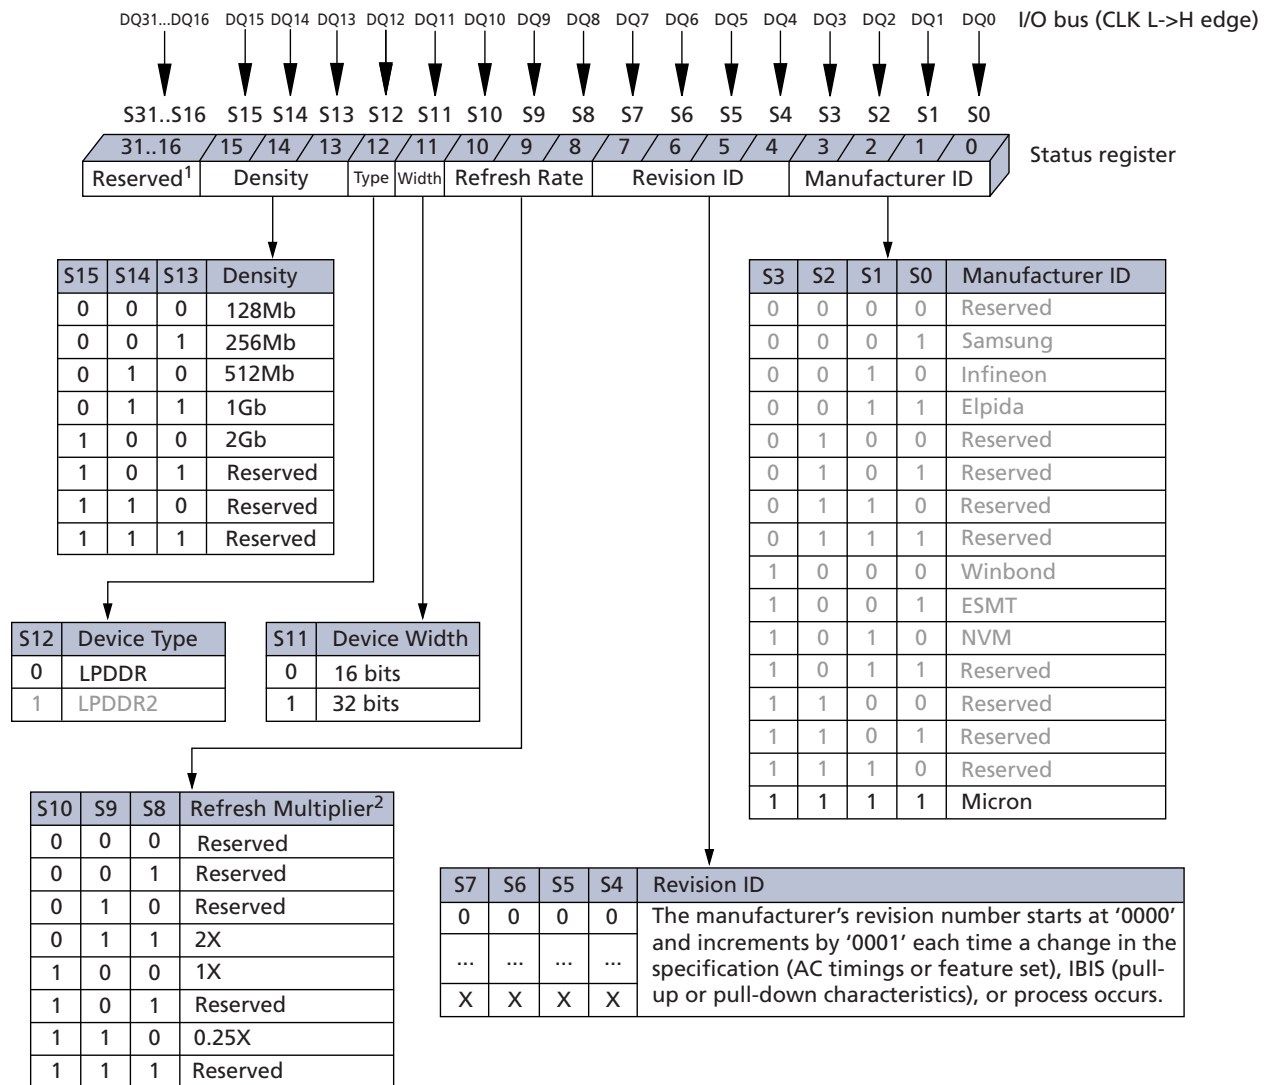 DQ31...DQ16 DQ15 DQ14 DQ13 DQ12 DQ11 DQ10 DQ9 DQ8 DQ7 DQ6 DQ5 DQ4 DQ3 DQ2 DQ1 DQ0 I/O bus (CLK L->H edge)
S31..S16 S15 S14 S13 S12 S11 S10 S9 S8 S7 S6 S5 S4 S3 S2 S1 S0
31..16 15 14 13 12 11 10 9 8 7 6 5 4 3 2 1 0 Status register
Reserved1 Density Type Width Refresh Rate Revision ID Manufacturer ID
S15 S14 S13 Density
0 0 0 128Mb
0 0 1 256Mb
0 1 0 512Mb
0 1 1 1Gb
1 0 0 2Gb
1 0 1 Reserved
1 1 0 Reserved
1 1 1 Reserved
S3 S2 S1 S0 Manufacturer ID
0 0 0 0 Reserved
0 0 0 1 Samsung
0 0 1 0 Infineon
0 0 1 1 Elpida
0 1 0 0 Reserved
0 1 0 1 Reserved
0 1 1 0 Reserved
0 1 1 1 Reserved
1 0 0 0 Winbond
1 0 0 1 ESMT
1 0 1 0 NVM
1 0 1 1 Reserved
1 1 0 0 Reserved
1 1 0 1 Reserved
1 1 1 0 Reserved
1 1 1 1 Micron
S12 Device Type
0 LPDDR
1 LPDDR2
S11 Device Width
0 16 bits
1 32 bits
S10 S9 S8 Refresh Multiplier2
0 0 0 Reserved
0 0 1 Reserved
0 1 0 Reserved
0 1 1 2X
1 0 0 1X
1 0 1 Reserved
1 1 0 0.25X
1 1 1 Reserved
S7 S6 S5 S4 Revision ID
0 0 0 0 The manufacturer’s revision number starts at ‘0000’
and increments by ‘0001’ each time a change in the
... ... ... ... specification (AC timings or feature set), IBIS (pull-
X X X X up or pull-down characteristics), or process occurs.